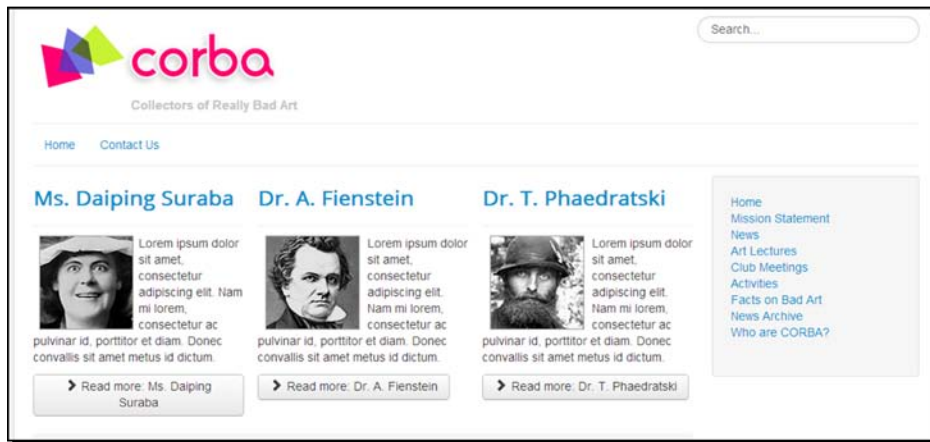 Search...
corba
Collectors of Really Bad Art
Home
Contact Us
Ms. Daiping Suraba
Lorem ipsum dolor
sit amet,
consectetur
adipiscing elit. Nam
mi lorem,
consectetur ac
pulvinar id, porttitor et diam. Donec
convallis sit amet metus id dictum.
Read more: Ms. Daiping
Suraba
Dr. A. Fienstein
Lorem ipsum dolor
sit amet,
consectetur
adipiscing elit.
Nam mi lorem,
consectetur ac
pulvinar id, porttitor et diam. Donec
convallis sit amet metus id dictum.
Read more: Dr. A. Fienstein
Dr. T. Phaedratski
Lorem ipsum dolor
sit amet,
consectetur
adipiscing elit.
Nam mi lorem,
consectetur ac
pulvinar id, porttitor et diam. Donec
convallis sit amet metus id dictum.
Read more: Dr. T. Phaedratski
Home
Mission Statement
News
Art Lectures
Club Meetings
Activities
Facts on Bad Art
News Archive
Who are CORBA?